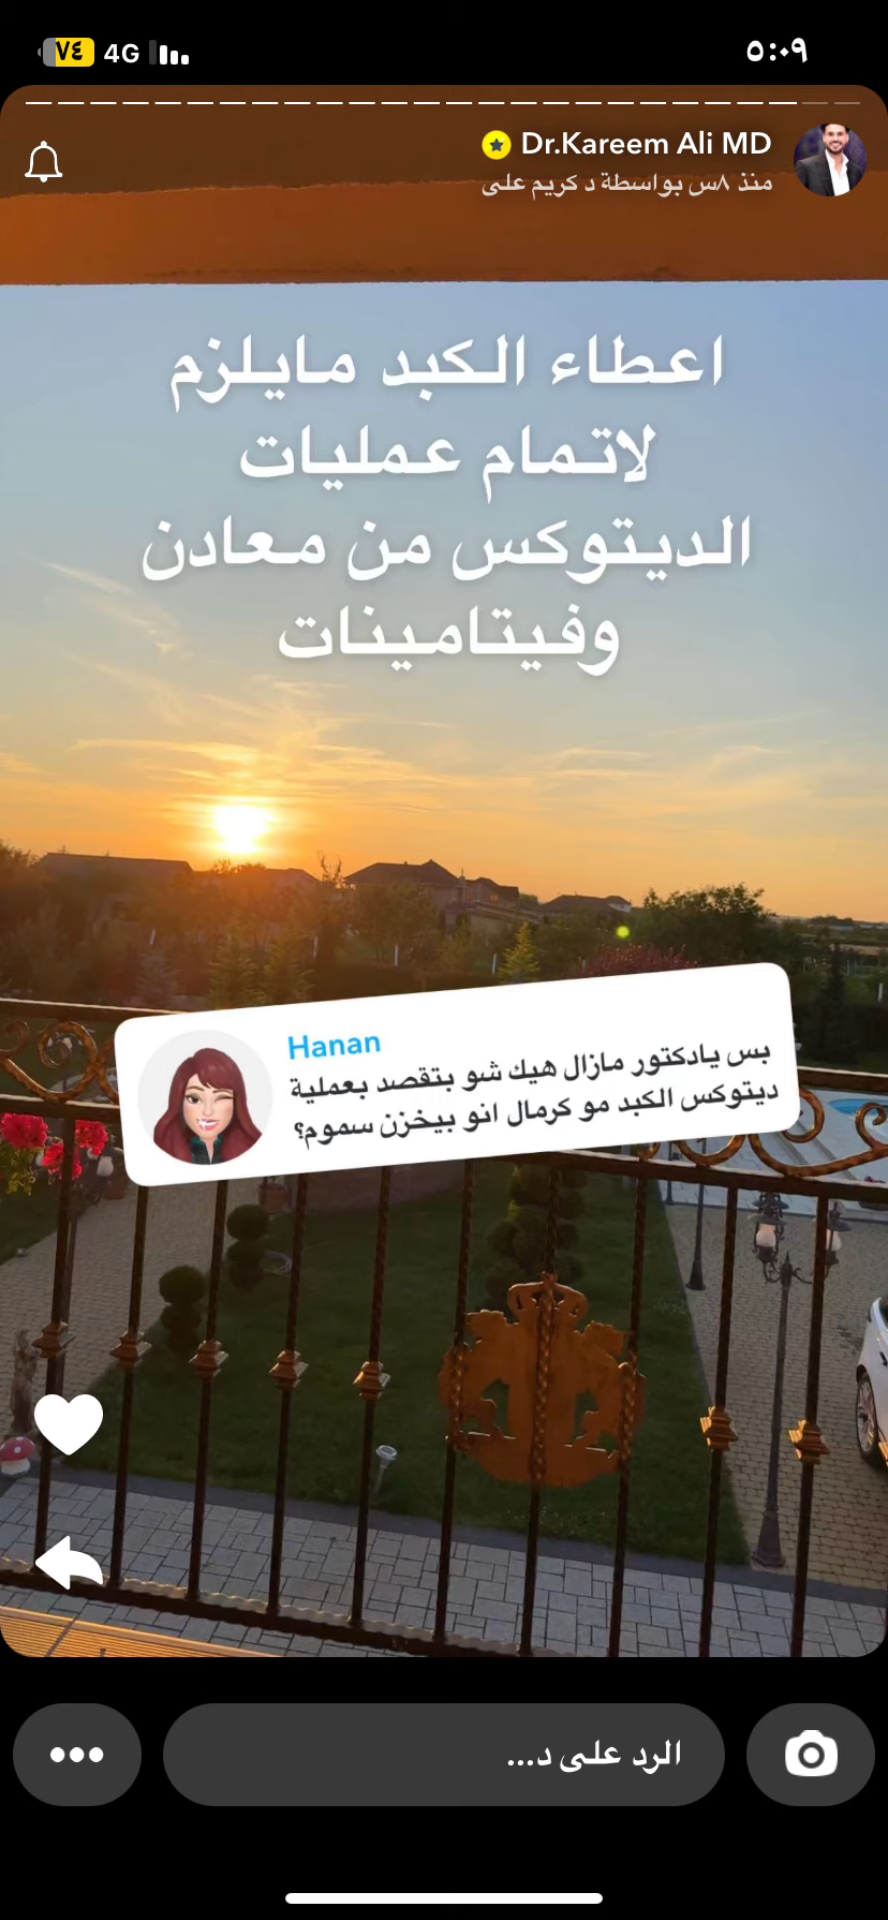 ٧٤ 4G
٥:٠٩
Dr.Kareem Ali MD
منذ ٨س بواسطة د كريم على
اعطاء الكبد مايلزم
لاتمام عمليات
الديتوكس من معادن
وفيتامينات
Hanan
بس يادكتور مازال هيك شو بتقصد بعملية
ديتوكس الكبد مو كرمال انو بيخزن سموم؟
الرد على د...